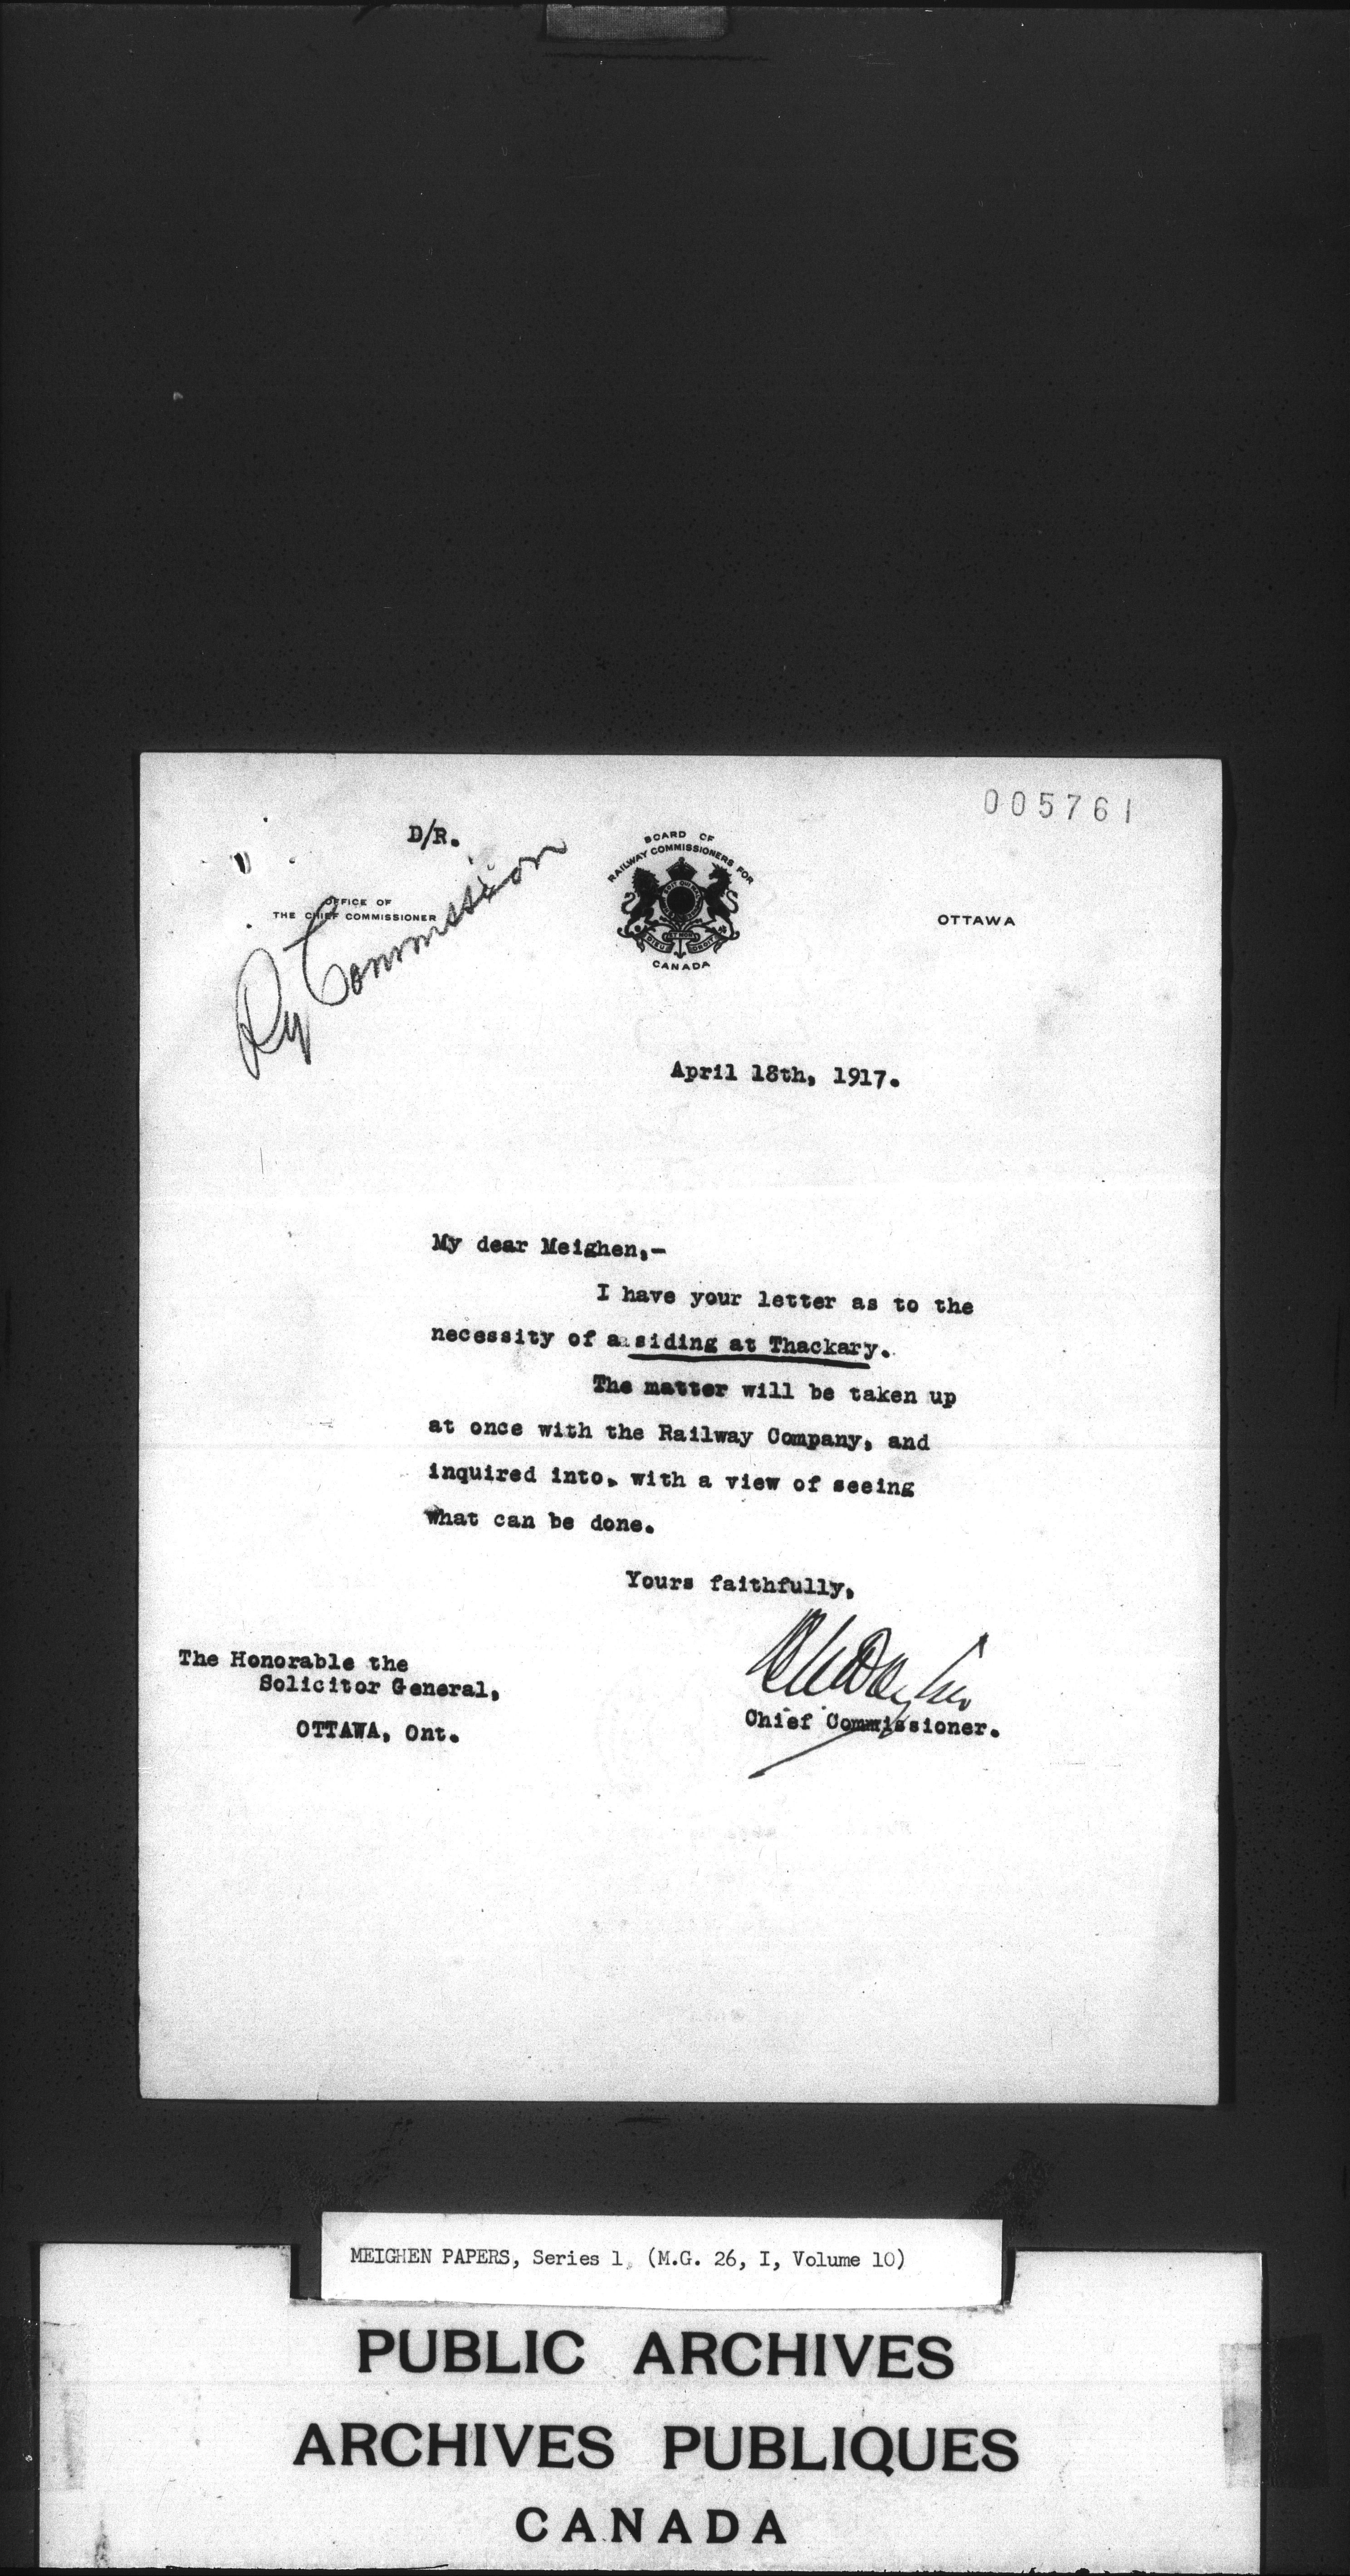 005761
D/R.
BOARD OF
RAILWAY COMMISSIONERS FOR
CANADA
OFFICE OF
THE CHIEF COMMISSIONER
OTTAWA
Ry Commission
April 18th, 1917.
My dear Meighen,-
I have your letter as to the
necessity of a siding at Thackary.
The matter will be taken up
at once with the Railway Company, and
inquired into, with a view of seeing
what can be done.
Yours faithfully,
Chief Commissioner.
The Honorable the
Solicitor General,
OTTAWA, Ont.
MEIGHEN PAPERS, Series 1, (M.G. 26, I, Volume 10)
PUBLIC ARCHIVES
ARCHIVES PUBLIQUES
CANADA